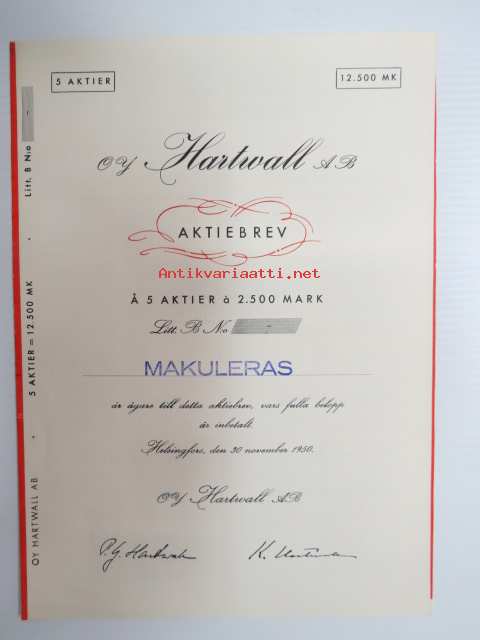 5 AKTIER
12.500 MK
OY Hartwall AB
AKTIEBREV
Antikvariaatti.net
Å 5 AKTIER à 2.500 MARK
Litt. B No -
MAKULERAS
är ägare till detta aktiebrev, vars fulla belopp
är inbetalt.
Helsingfors, den 30 november 1950.
OY Hartwall AB
P.G. Hartwall
K. Hartwall
OY HARTWALL AB • 5 AKTIER = 12.500 MK • Litt. B No -